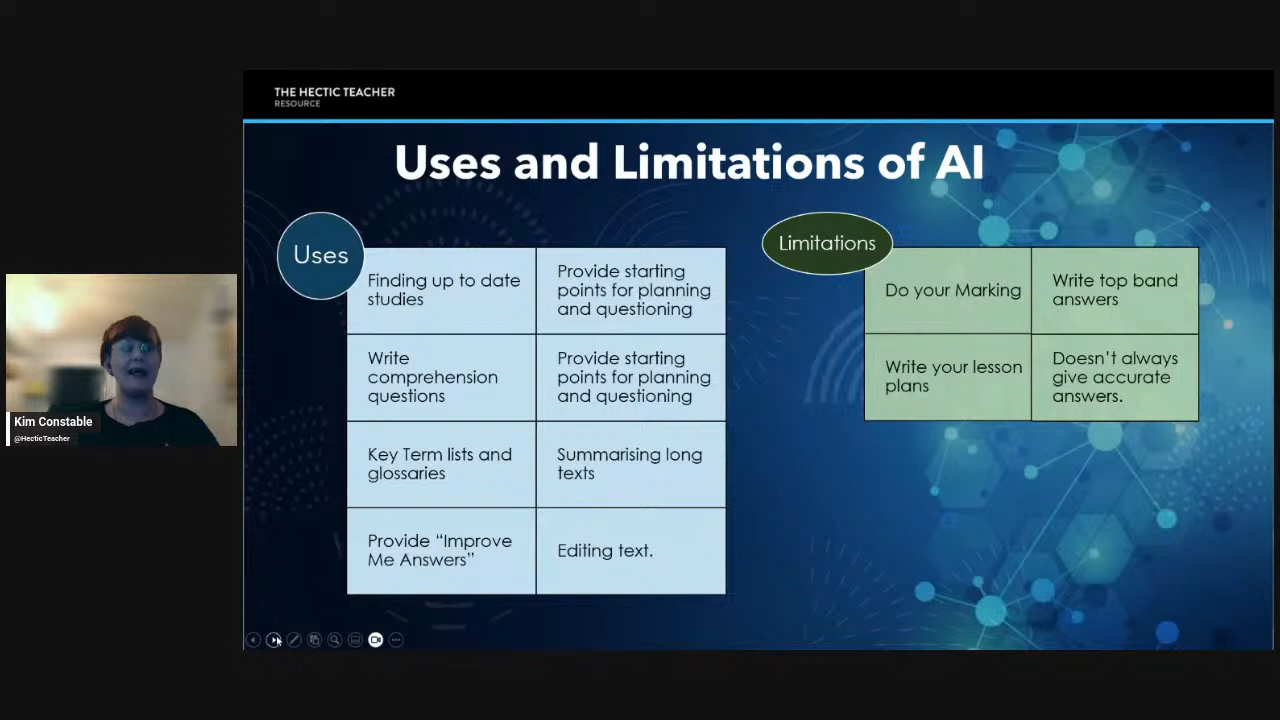 THE HECTIC TEACHER
RESOURCE
Uses and Limitations of AI
Uses
Finding up to date
studies
Provide starting
points for planning
and questioning
Write
comprehension
questions
Provide starting
points for planning
and questioning
Key Term lists and
glossaries
Summarising long
texts
Provide “Improve
Me Answers”
Editing text.
Limitations
Do your Marking
Write top band
answers
Write your lesson
plans
Doesn’t always
give accurate
answers.
Kim Constable
@HecticTeacher